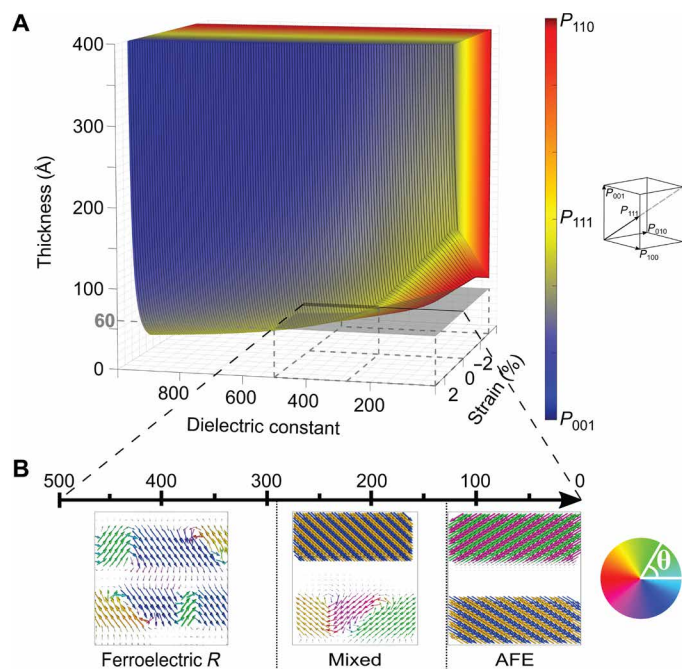 A
400
300
200
100
60
0
Thickness (Å)
800
600
400
200
Dielectric constant
2
0
-2
Strain (%)
P110
P111
P001
P001
P111
P010
P100
B
500
400
300
200
100
0
Ferroelectric R
Mixed
AFE
θ